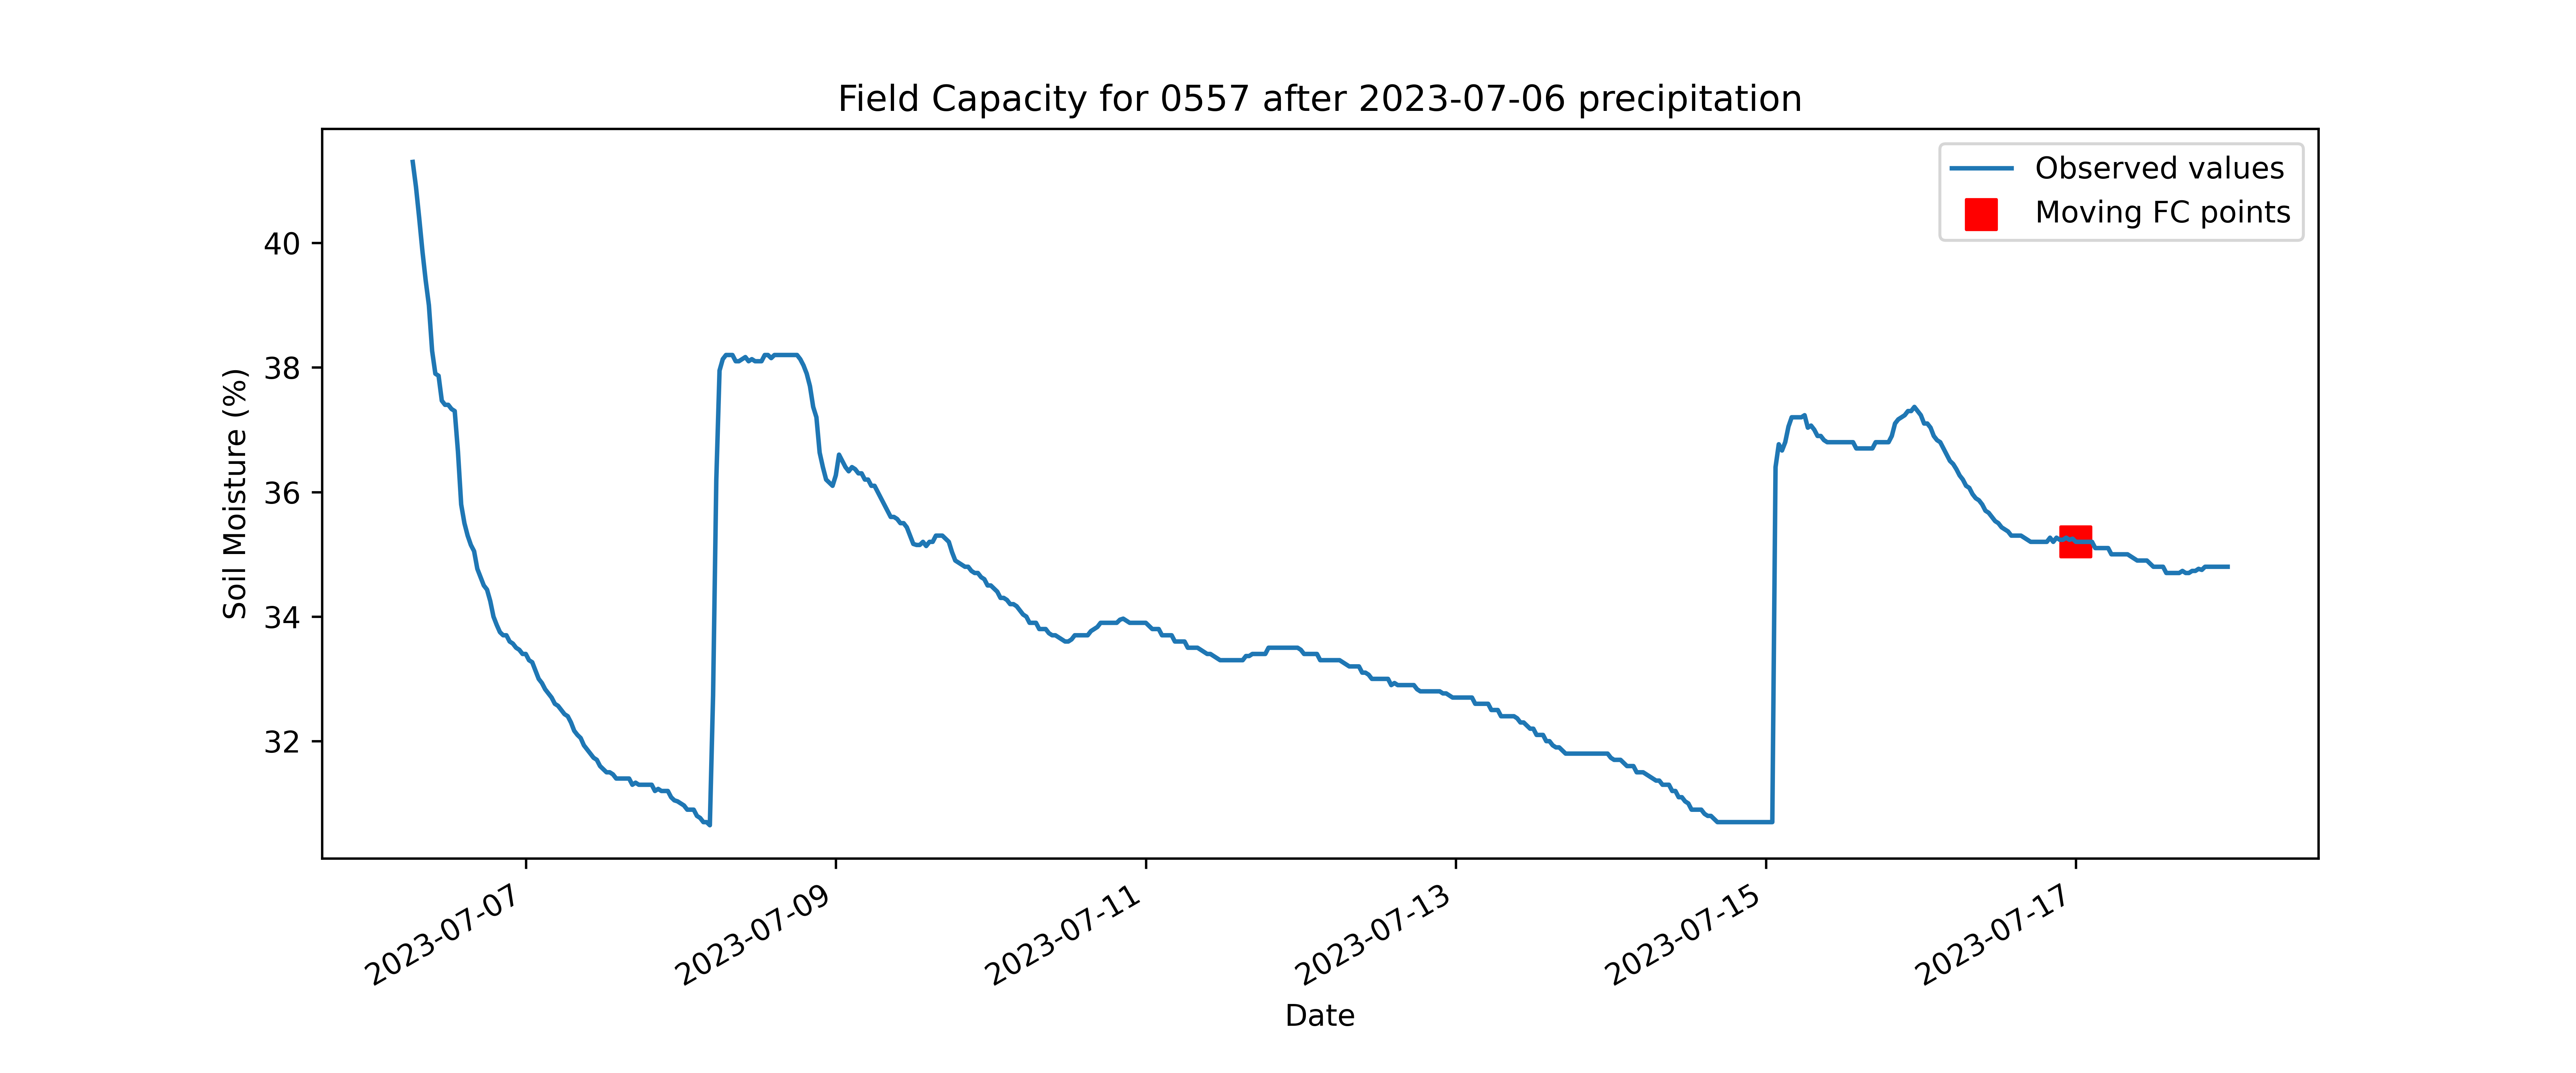 Field Capacity for 0557 after 2023-07-06 precipitation
Observed values
Moving FC points
Soil Moisture (%)
40
38
36
34
32
2023-07-07
2023-07-09
2023-07-11
2023-07-13
2023-07-15
2023-07-17
Date